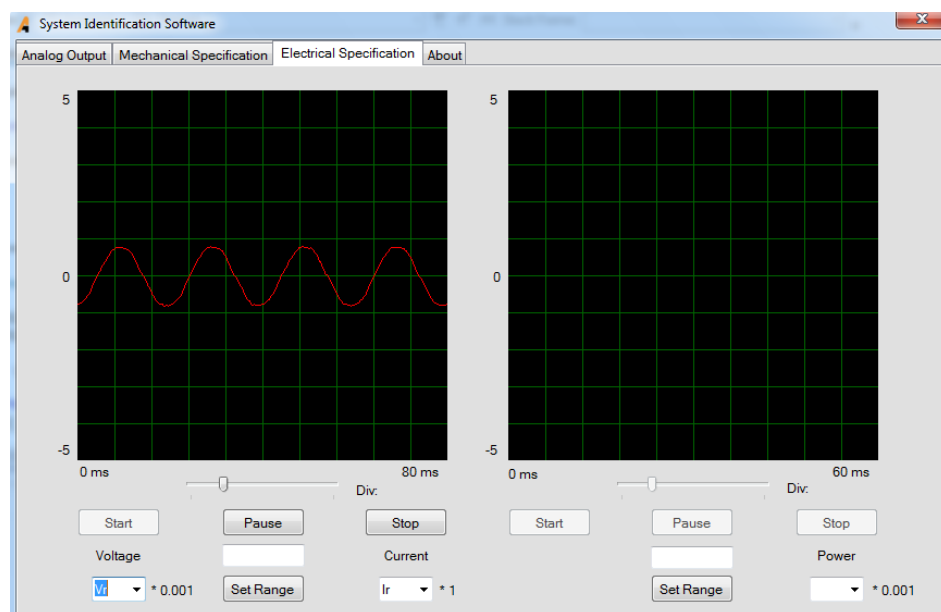 System Identification Software
Analog Output Mechanical Specification Electrical Specification About
5 5
0 0
-5 -5
0 ms 80 ms 0 ms 60 ms
Div: Div:
Start Pause Stop Start Pause Stop
Voltage Current Power
Vr * 0.001 Set Range Ir * 1 Set Range * 0.001